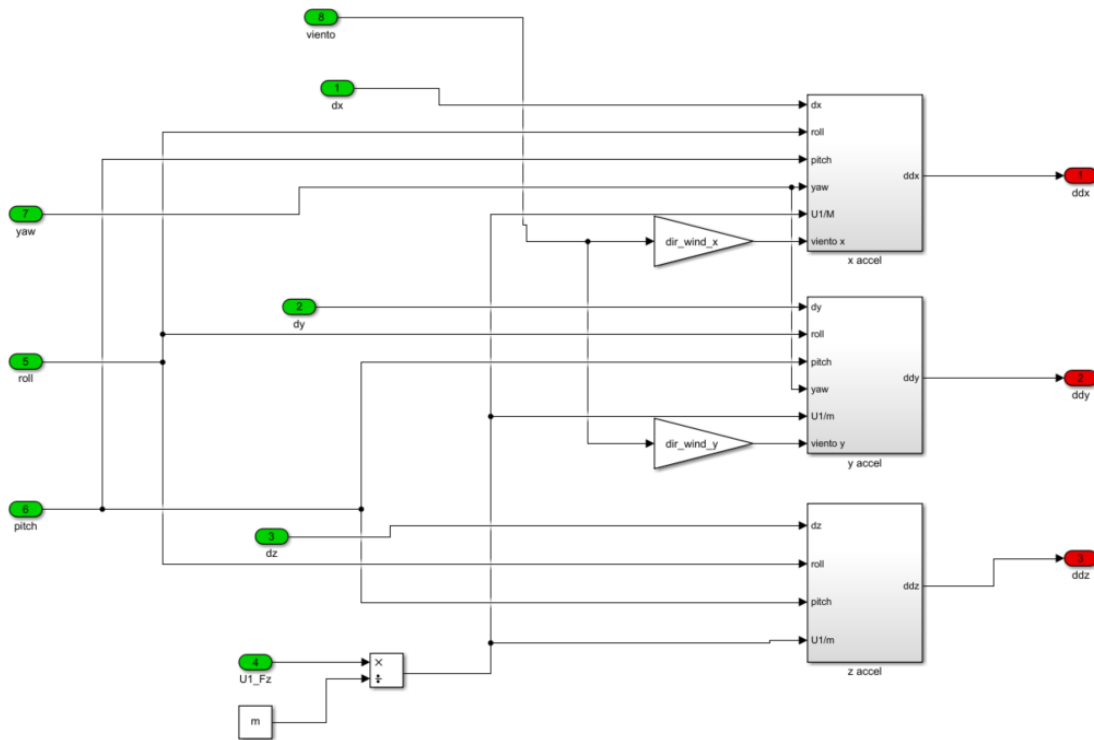 8
viento
1
dx
dx
roll
pitch
yaw
U1/M
viento x
ddx
x accel
1
ddx
7
yaw
dir_wind_x
2
dy
dy
roll
pitch
yaw
U1/m
viento y
ddy
y accel
2
ddy
5
roll
dir_wind_y
6
pitch
3
dz
dz
roll
pitch
U1/m
ddz
z accel
3
ddz
4
U1_Fz
×
÷
m